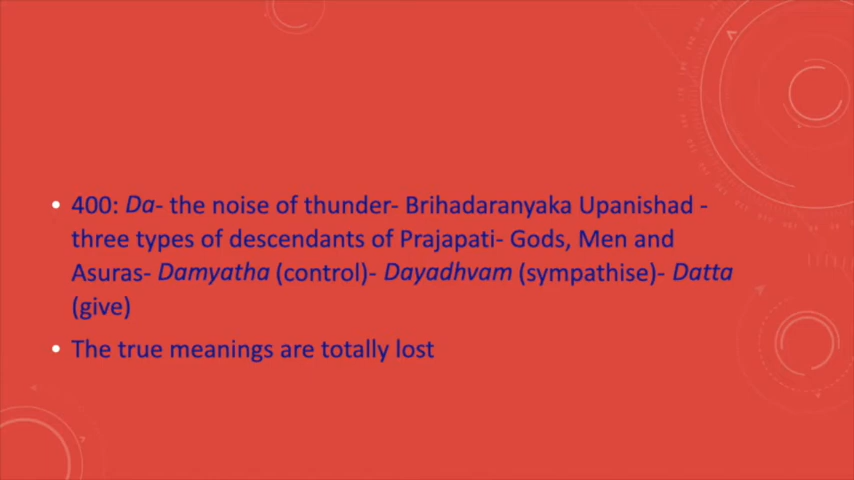 • 400: Da- the noise of thunder- Brihadaranyaka Upanishad -
three types of descendants of Prajapati- Gods, Men and
Asuras- Damyatha (control)- Dayadhvam (sympathise)- Datta
(give)
• The true meanings are totally lost